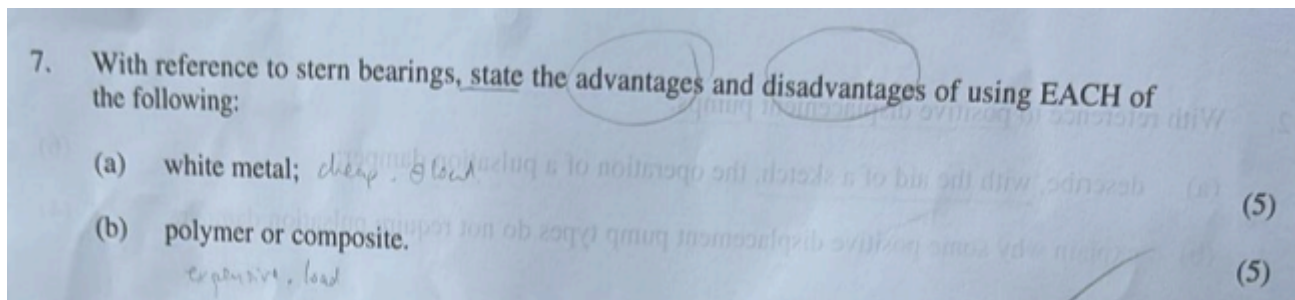 7. With reference to stern bearings, state the advantages and disadvantages of using EACH of
the following:
(a) white metal; cheap.
(5)
(b) polymer or composite.
expensive, load
(5)